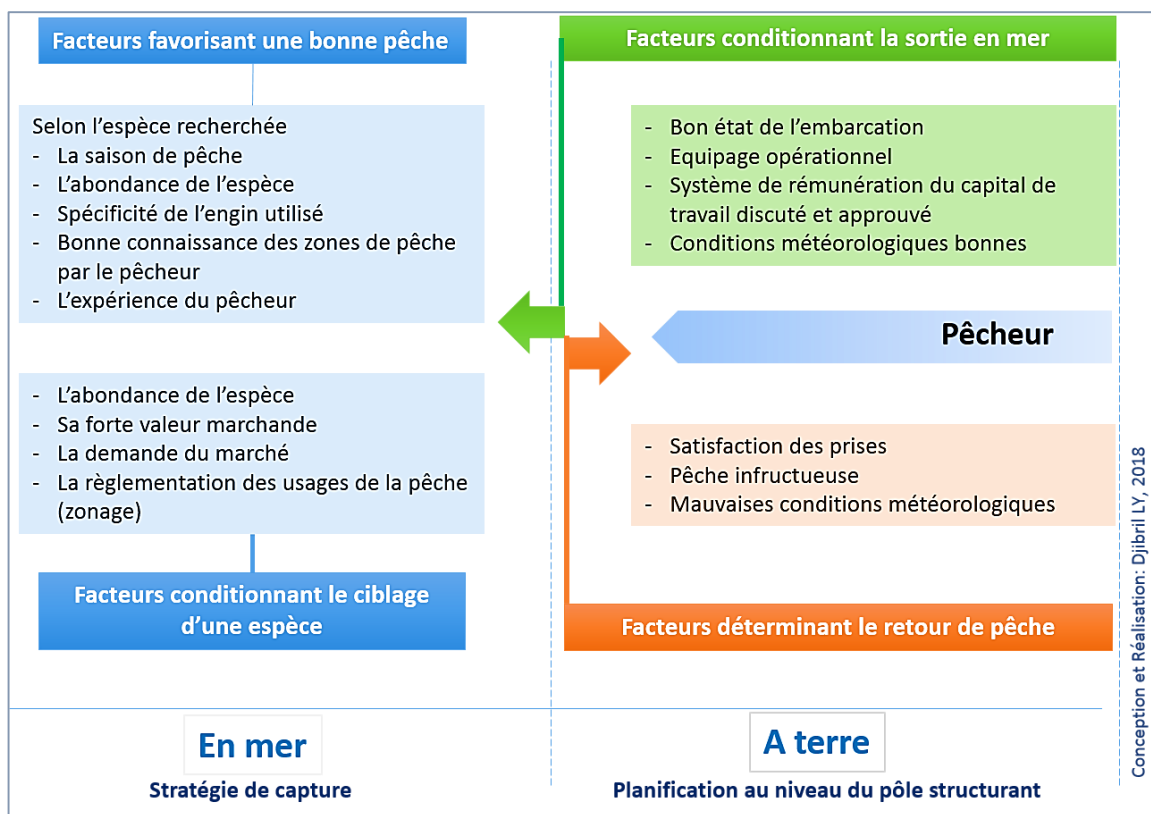 Facteurs favorisant une bonne pêche
Selon l'espèce recherchée
- La saison de pêche
- L'abondance de l'espèce
- Spécificité de l'engin utilisé
- Bonne connaissance des zones de pêche
par le pêcheur
- L'expérience du pêcheur
- L'abondance de l'espèce
- Sa forte valeur marchande
- La demande du marché
- La règlementation des usages de la pêche
(zonage)
Facteurs conditionnant le ciblage
d'une espèce
Facteurs conditionnant la sortie en mer
- Bon état de l'embarcation
- Equipage opérationnel
- Système de rémunération du capital de
travail discuté et approuvé
- Conditions météorologiques bonnes
Pêcheur
- Satisfaction des prises
- Pêche infructueuse
- Mauvaises conditions météorologiques
Facteurs déterminant le retour de pêche
En mer
Stratégie de capture
A terre
Planification au niveau du pôle structurant
Conception et Réalisation: Djibril LY, 2018